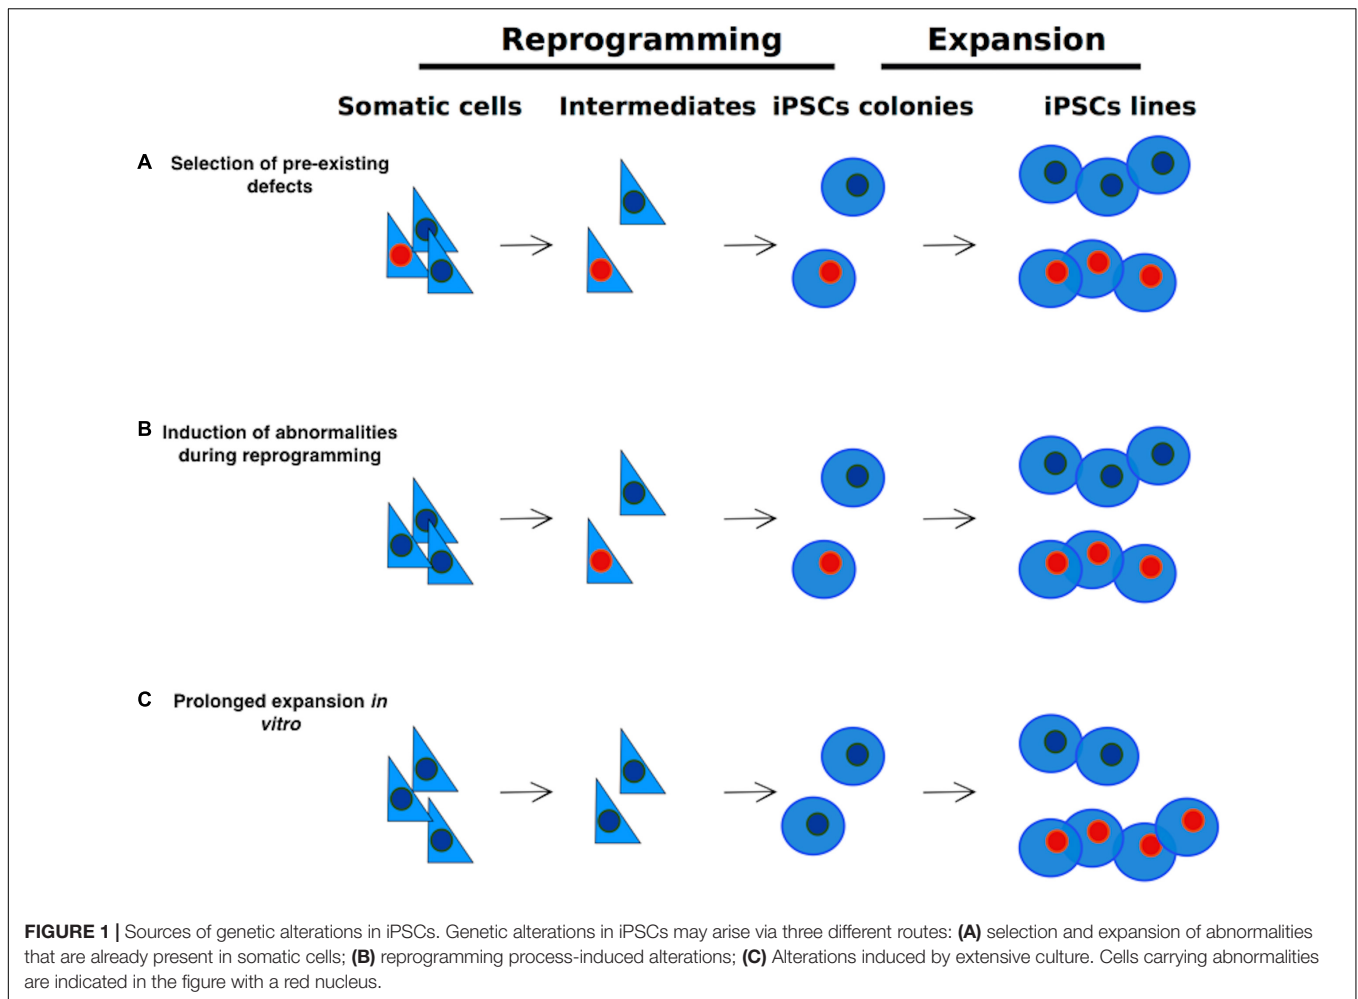 Reprogramming Expansion
Somatic cells Intermediates iPSCs colonies iPSCs lines
A Selection of pre-existing
defects
B Induction of abnormalities
during reprogramming
C Prolonged expansion in
vitro
FIGURE 1 | Sources of genetic alterations in iPSCs. Genetic alterations in iPSCs may arise via three different routes: (A) selection and expansion of abnormalities
that are already present in somatic cells; (B) reprogramming process-induced alterations; (C) Alterations induced by extensive culture. Cells carrying abnormalities
are indicated in the figure with a red nucleus.